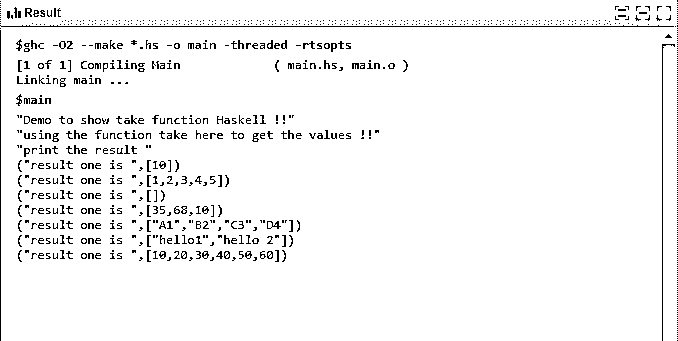 Result
$ghc -O2 --make *.hs -o main -threaded -rtsopts
[1 of 1] Compiling Main ( main.hs, main.o )
Linking main ...
$main
"Demo to show take function Haskell !!"
"using the function take here to get the values !!"
"print the result "
("result one is ",[10])
("result one is ",[1,2,3,4,5])
("result one is ",[])
("result one is ",[35,68,10])
("result one is ",["A1","B2","C3","D4"])
("result one is ",["hello1","hello 2"])
("result one is ",[10,20,30,40,50,60])